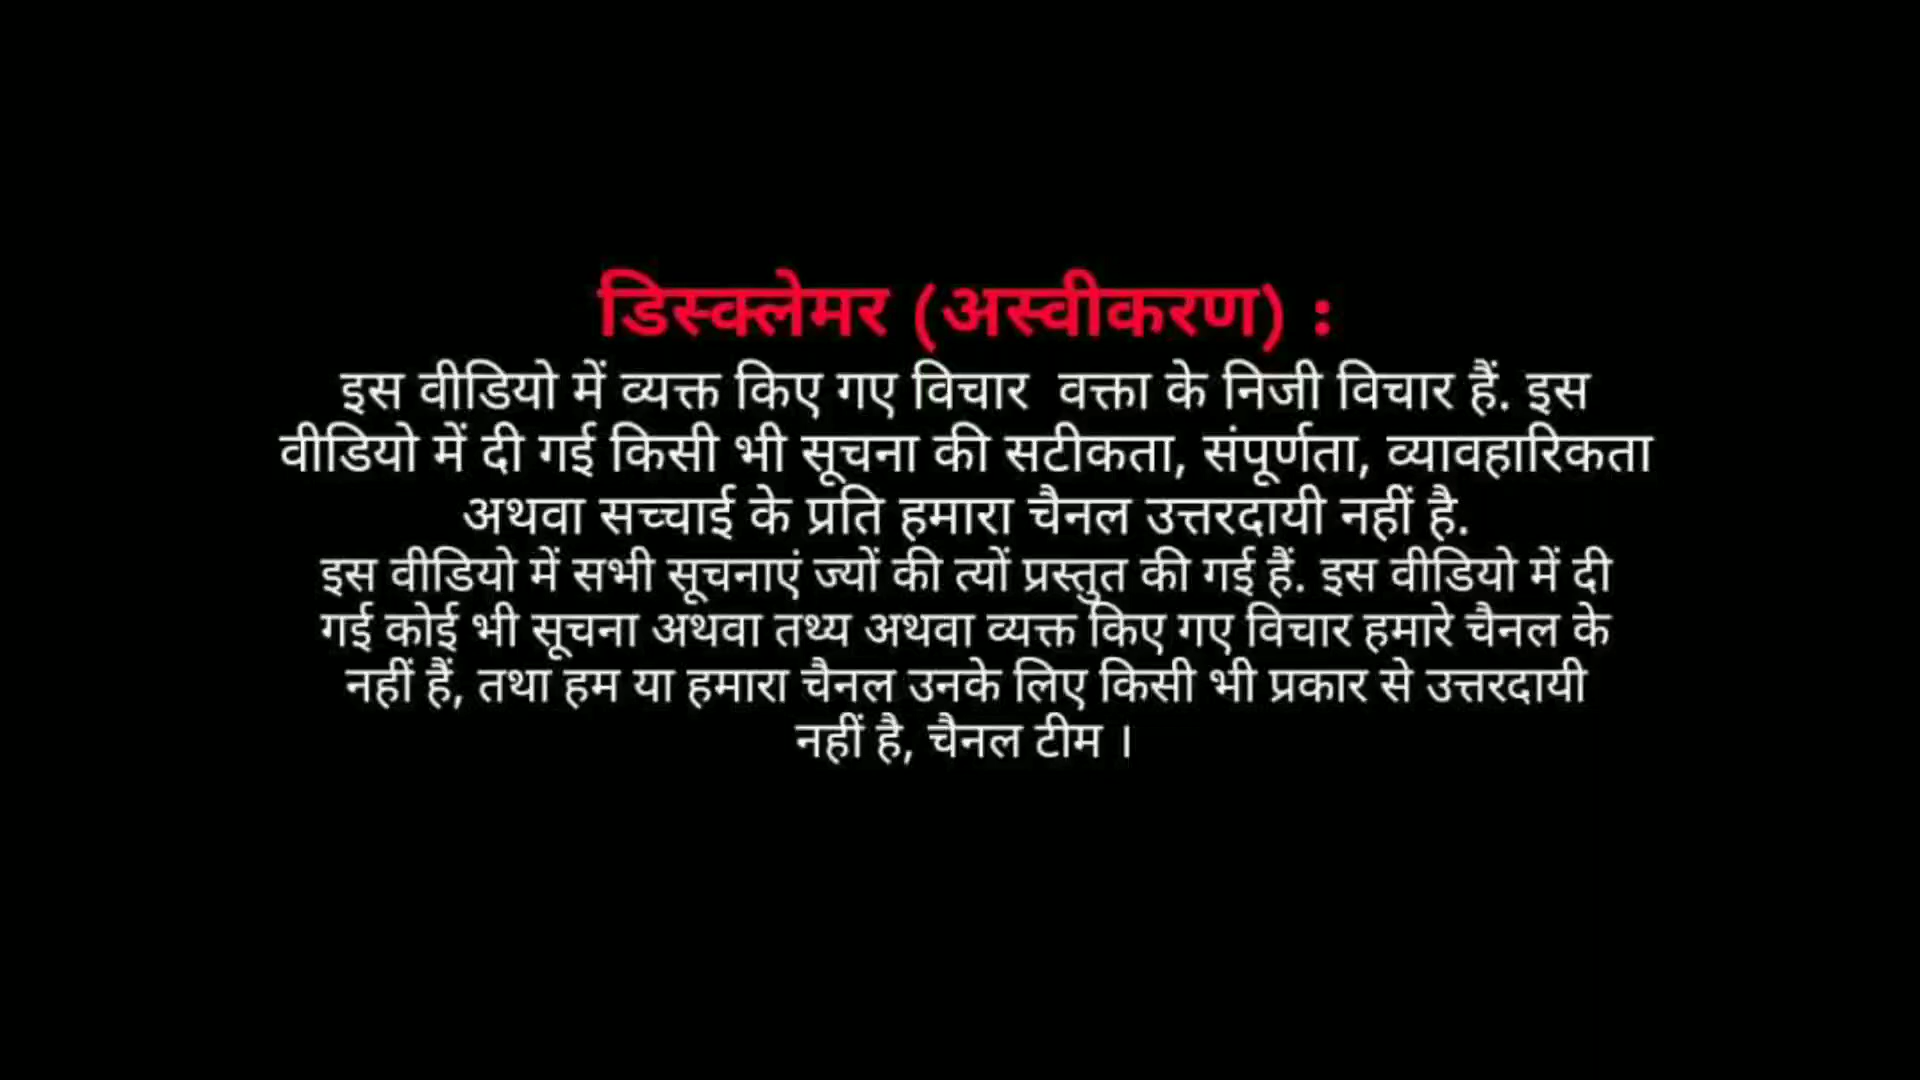 डिस्क्लेमर (अस्वीकरण) :
इस वीडियो में व्यक्त किए गए विचार वक्ता के निजी विचार हैं. इस
वीडियो में दी गई किसी भी सूचना की सटीकता, संपूर्णता, व्यावहारिकता
अथवा सच्चाई के प्रति हमारा चैनल उत्तरदायी नहीं है.
इस वीडियो में सभी सूचनाएं ज्यों की त्यों प्रस्तुत की गई हैं. इस वीडियो में दी
गई कोई भी सूचना अथवा तथ्य अथवा व्यक्त किए गए विचार हमारे चैनल के
नहीं हैं, तथा हम या हमारा चैनल उनके लिए किसी भी प्रकार से उत्तरदायी
नहीं है, चैनल टीम ।